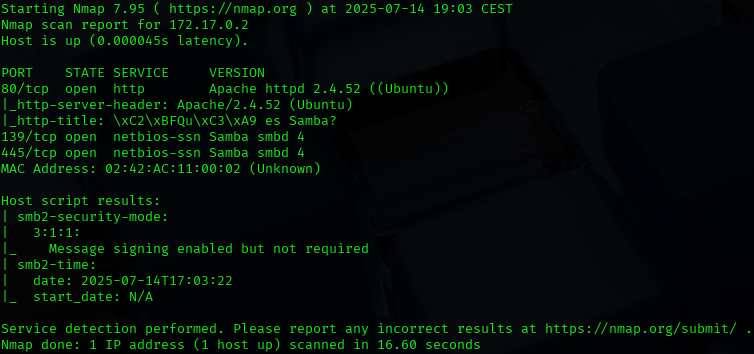 Starting Nmap 7.95 ( https://nmap.org ) at 2025-07-14 19:03 CEST
Nmap scan report for 172.17.0.2
Host is up (0.000045s latency).

PORT    STATE SERVICE     VERSION
80/tcp  open  http        Apache httpd 2.4.52 ((Ubuntu))
|_http-server-header: Apache/2.4.52 (Ubuntu)
|_http-title: \xC2\xBFQu\xC3\xA9 es Samba?
139/tcp open  netbios-ssn Samba smbd 4
445/tcp open  netbios-ssn Samba smbd 4
MAC Address: 02:42:AC:11:00:02 (Unknown)

Host script results:
| smb2-security-mode:
|   3:1:1:
|_    Message signing enabled but not required
| smb2-time:
|   date: 2025-07-14T17:03:22
|_  start_date: N/A

Service detection performed. Please report any incorrect results at https://nmap.org/submit/ .
Nmap done: 1 IP address (1 host up) scanned in 16.60 seconds